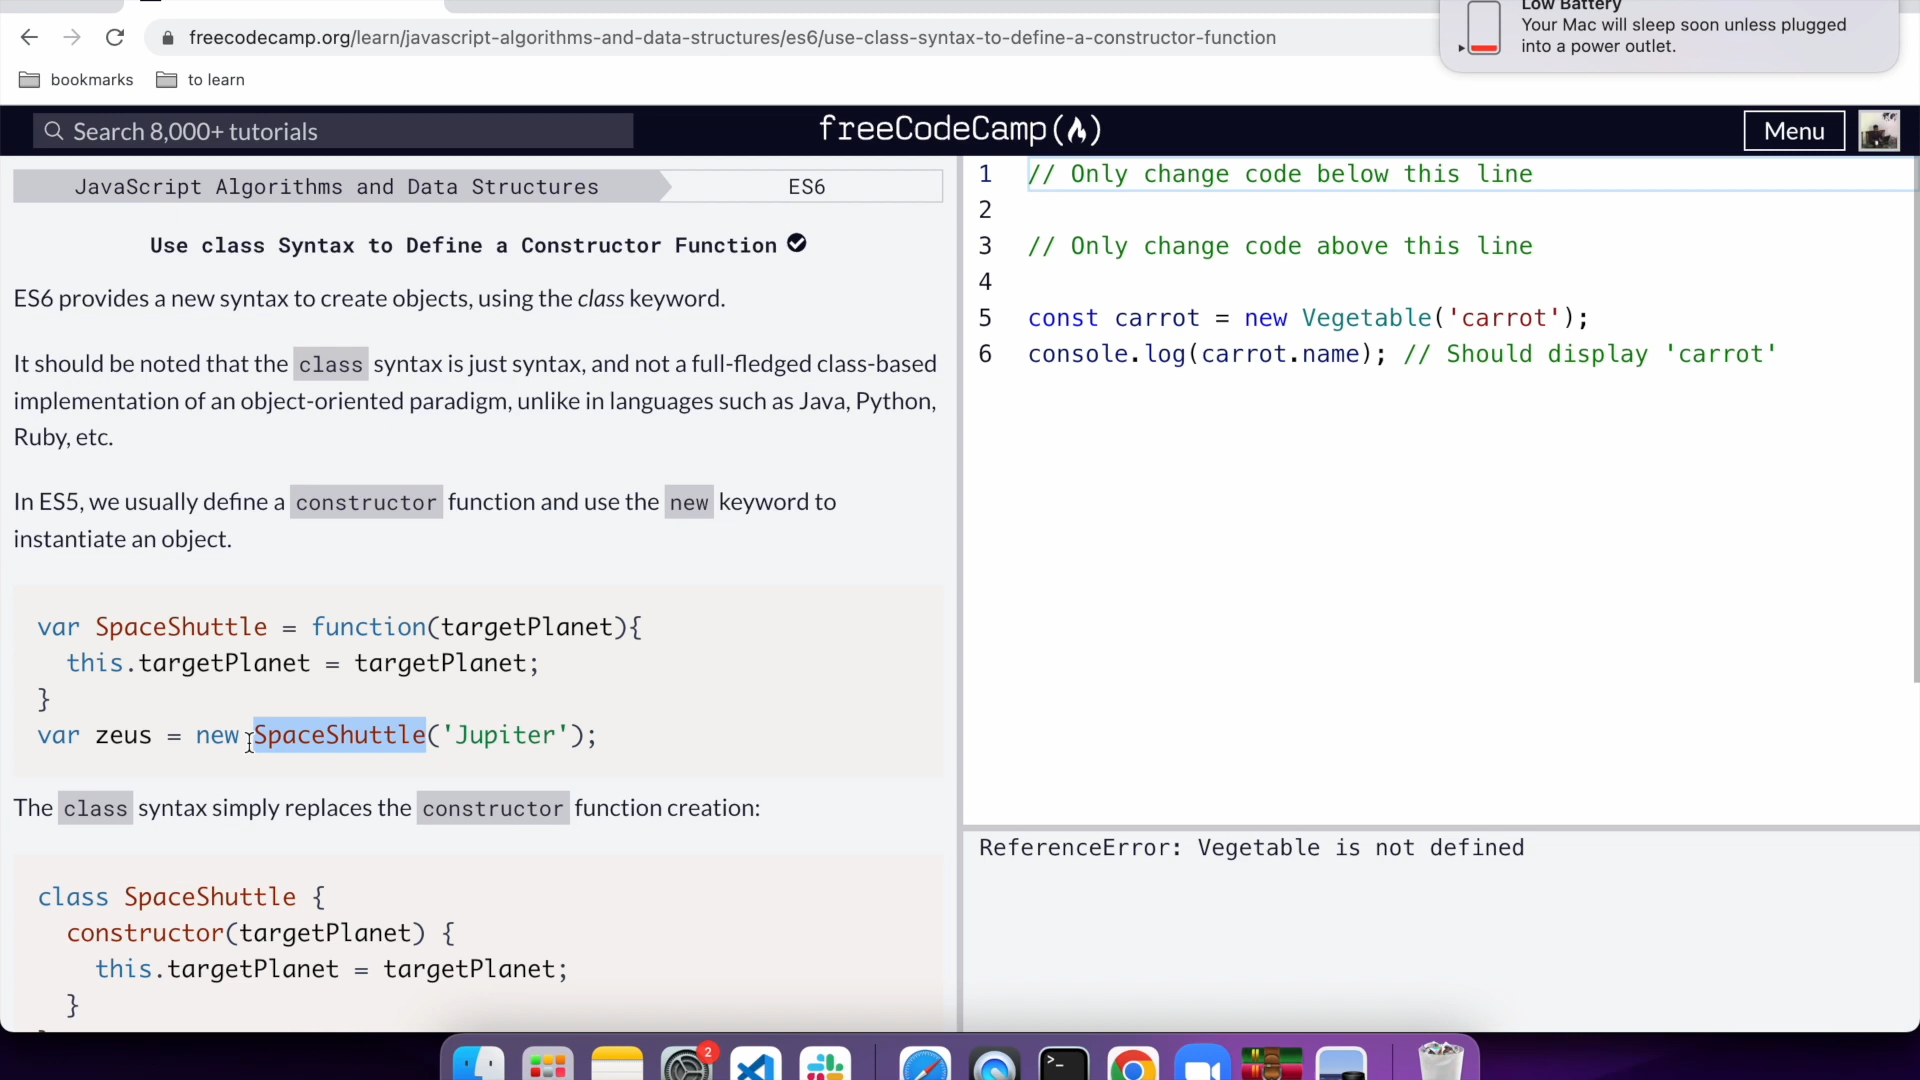 Low Battery
Your Mac will sleep soon unless plugged
into a power outlet.
freecodecamp.org/learn/javascript-algorithms-and-data-structures/es6/use-class-syntax-to-define-a-constructor-function
bookmarks to learn
Search 8,000+ tutorials
freeCodeCamp
Menu
JavaScript Algorithms and Data Structures
ES6
Use class Syntax to Define a Constructor Function
ES6 provides a new syntax to create objects, using the class keyword.
It should be noted that the class syntax is just syntax, and not a full-fledged class-based
implementation of an object-oriented paradigm, unlike in languages such as Java, Python,
Ruby, etc.
In ES5, we usually define a constructor function and use the new keyword to
instantiate an object.
var SpaceShuttle = function(targetPlanet){
this.targetPlanet = targetPlanet;
}
var zeus = new SpaceShuttle('Jupiter');
The class syntax simply replaces the constructor function creation:
class SpaceShuttle {
constructor(targetPlanet) {
this.targetPlanet = targetPlanet;
}
1 // Only change code below this line
2
3 // Only change code above this line
4
5 const carrot = new Vegetable('carrot');
6 console.log(carrot.name); // Should display 'carrot'
ReferenceError: Vegetable is not defined
2